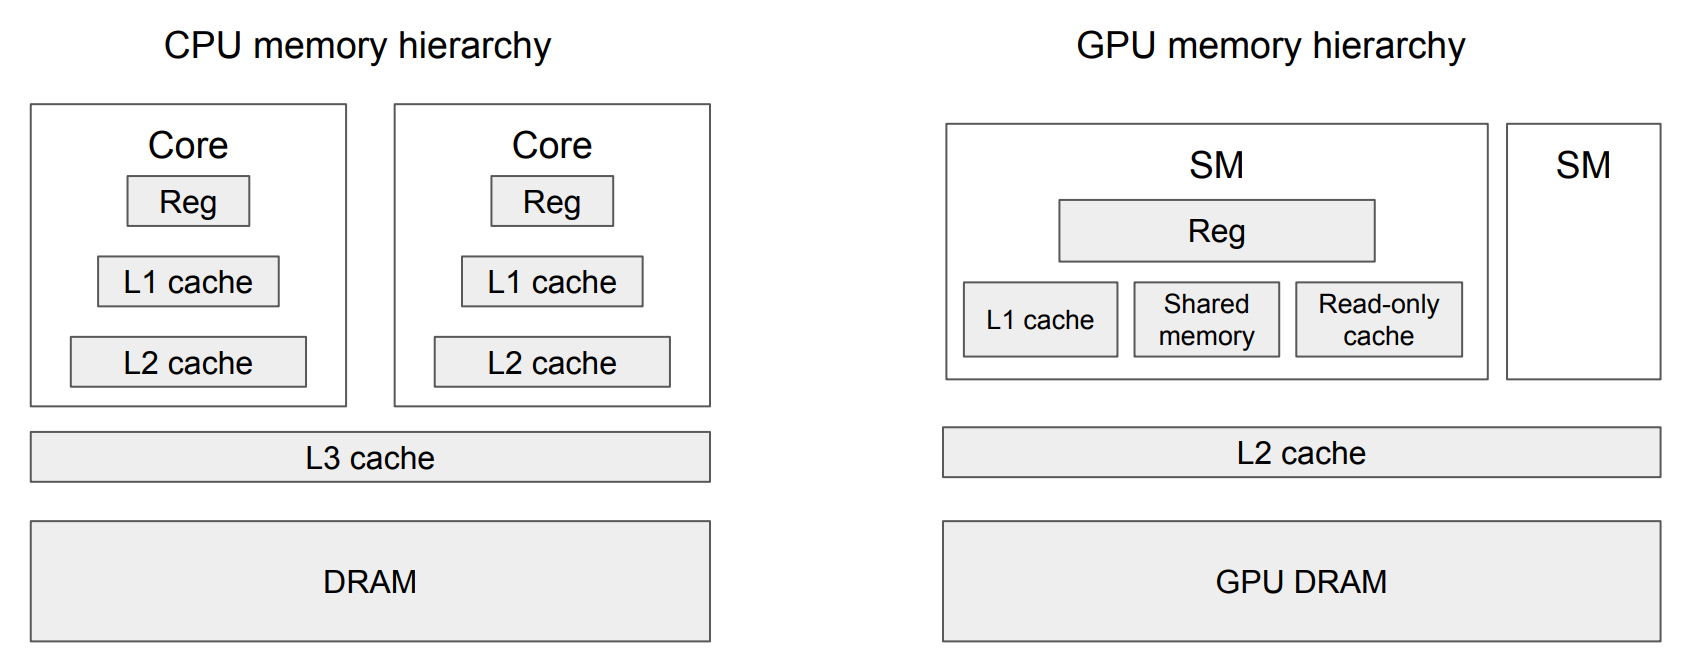 CPU memory hierarchy
Core
Reg
L1 cache
L2 cache
Core
Reg
L1 cache
L2 cache
L3 cache
DRAM
GPU memory hierarchy
SM
Reg
L1 cache
Shared
memory
Read-only
cache
SM
L2 cache
GPU DRAM